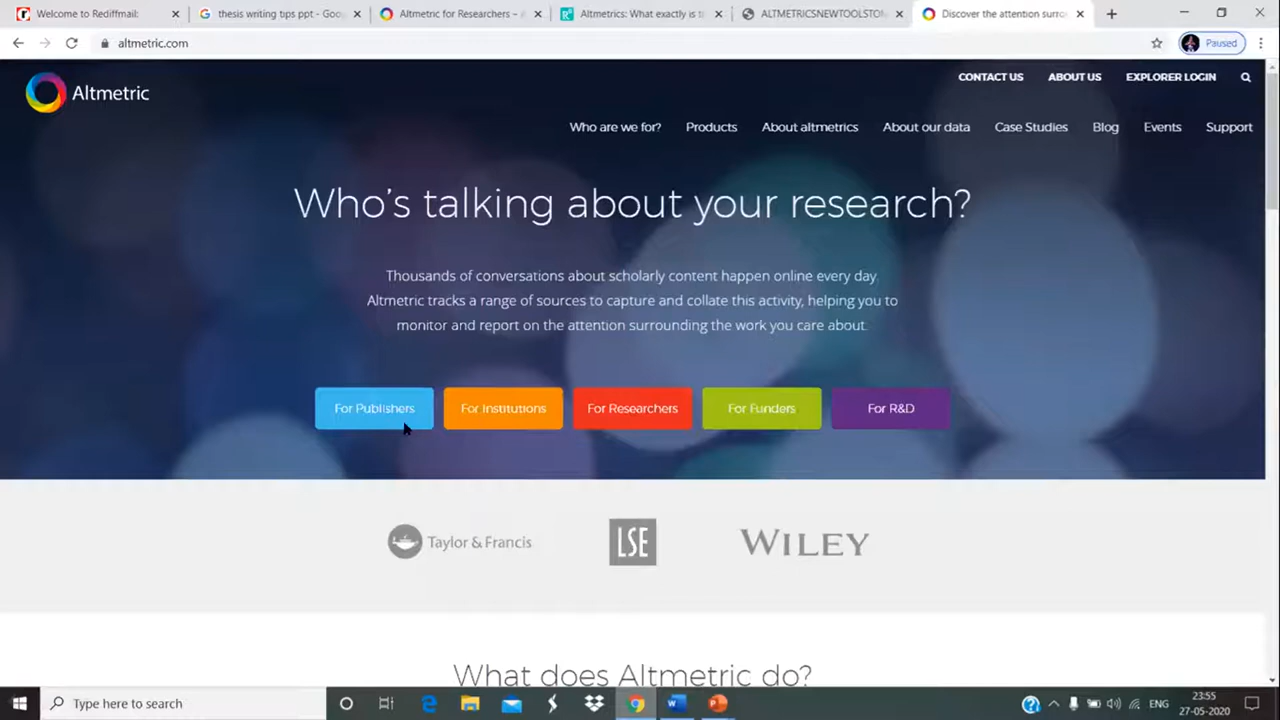 Welcome to Rediffmail:
thesis writing tips ppt - Goo
Altmetric for Researchers – A
Altmetrics: What exactly is t
ALTMETRICSNEWTOOLSTOM
Discover the attention surrou
altmetric.com
Paused
CONTACT US ABOUT US EXPLORER LOGIN
Altmetric
Who are we for? Products About altmetrics About our data Case Studies Blog Events Support
Who's talking about your research?
Thousands of conversations about scholarly content happen online every day.
Altmetric tracks a range of sources to capture and collate this activity, helping you to
monitor and report on the attention surrounding the work you care about.
For Publishers For Institutions For Researchers For Funders For R&D
Taylor & Francis LSE WILEY
What does Altmetric do?
Type here to search
ENG
23:55
27-05-2020